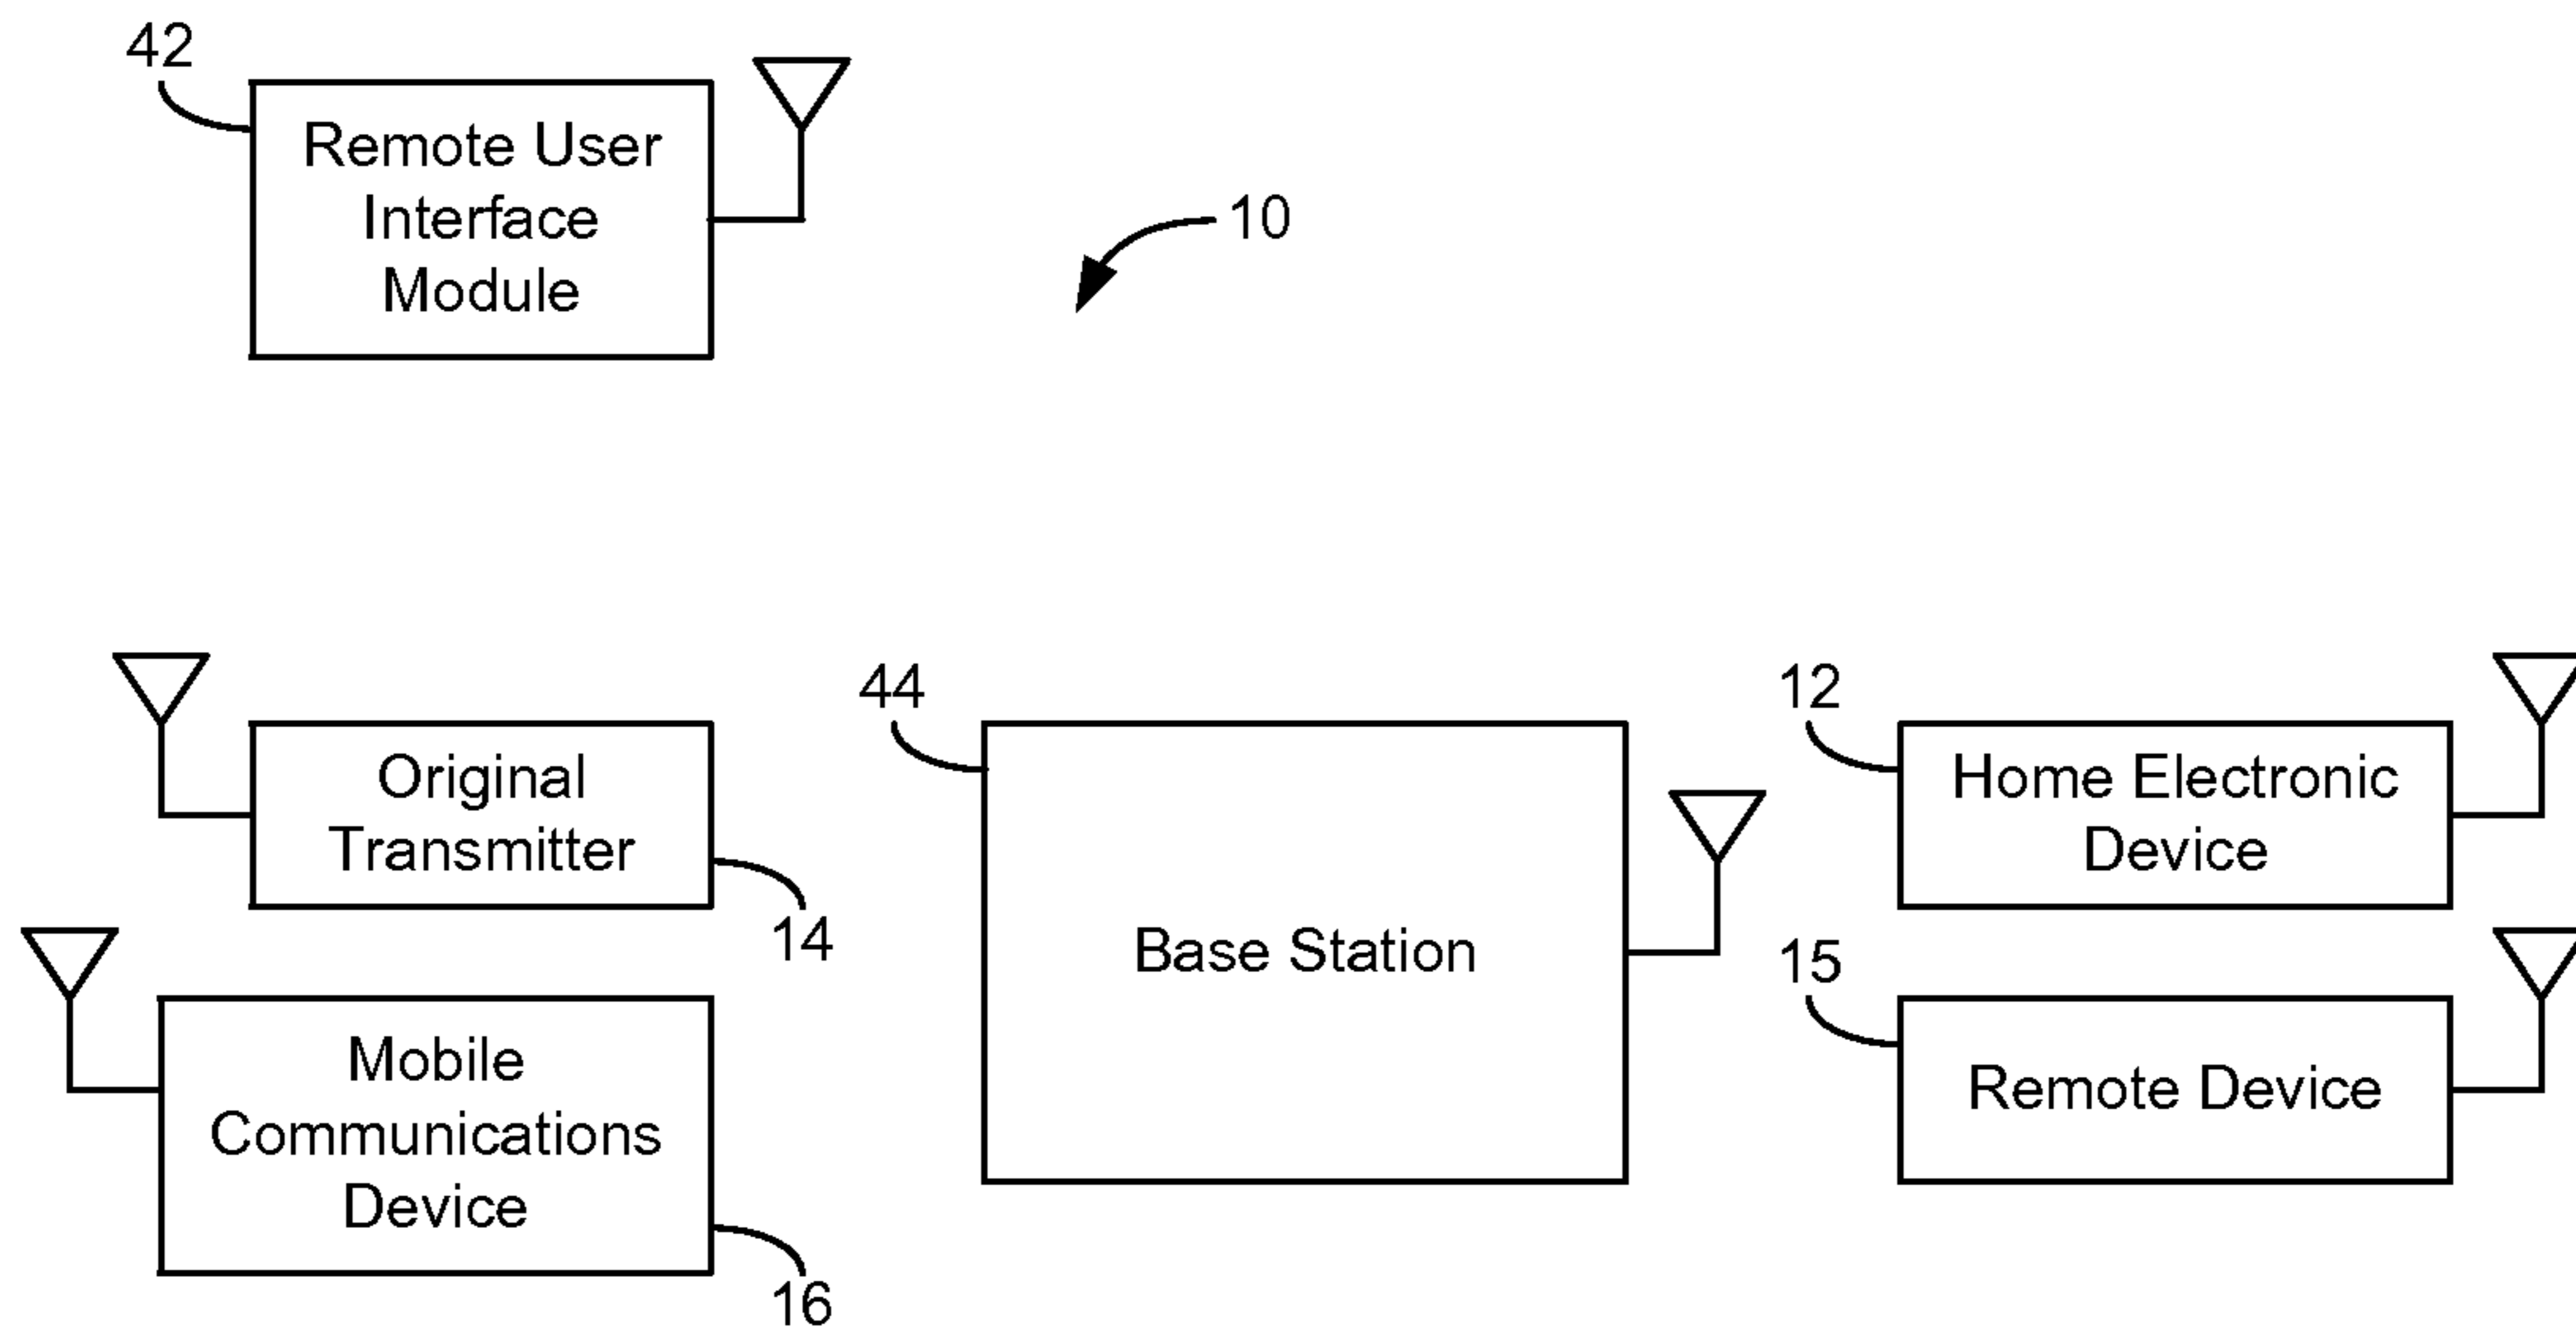 42
Remote User
Interface
Module
10
Original
Transmitter
14
44
Base Station
12
Home Electronic
Device
15
Remote Device
Mobile
Communications
Device
16